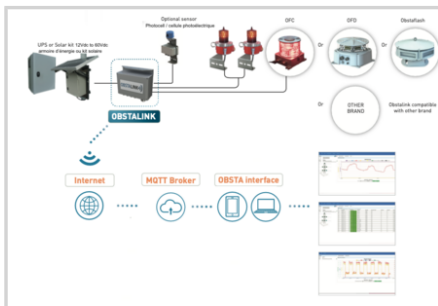 Optional sensor
Photocell / cellule photoélectrique
OFC
OFD
Obstaflash
UPS or Solar kit 12Vdc to 48Vdc
armoire d'énergie ou kit solaire
Or
Or
OBSTALINK
Or
OTHER
BRAND
Obstalink compatible
with other brand
Internet
MQTT Broker
OBSTA interface